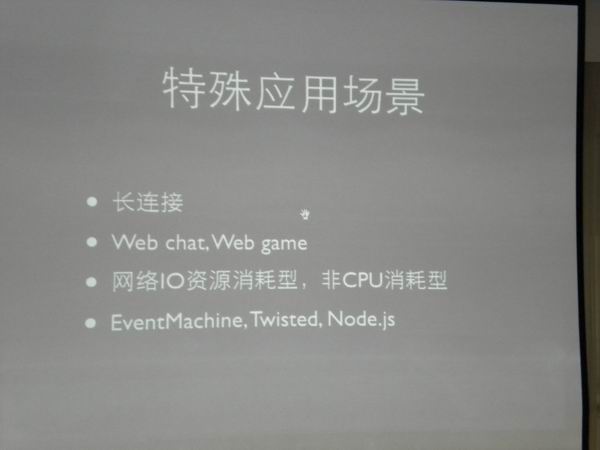 特殊应用场景
• 长连接
• Web chat, Web game
• 网络IO资源消耗型，非CPU消耗型
• EventMachine, Twisted, Node.js